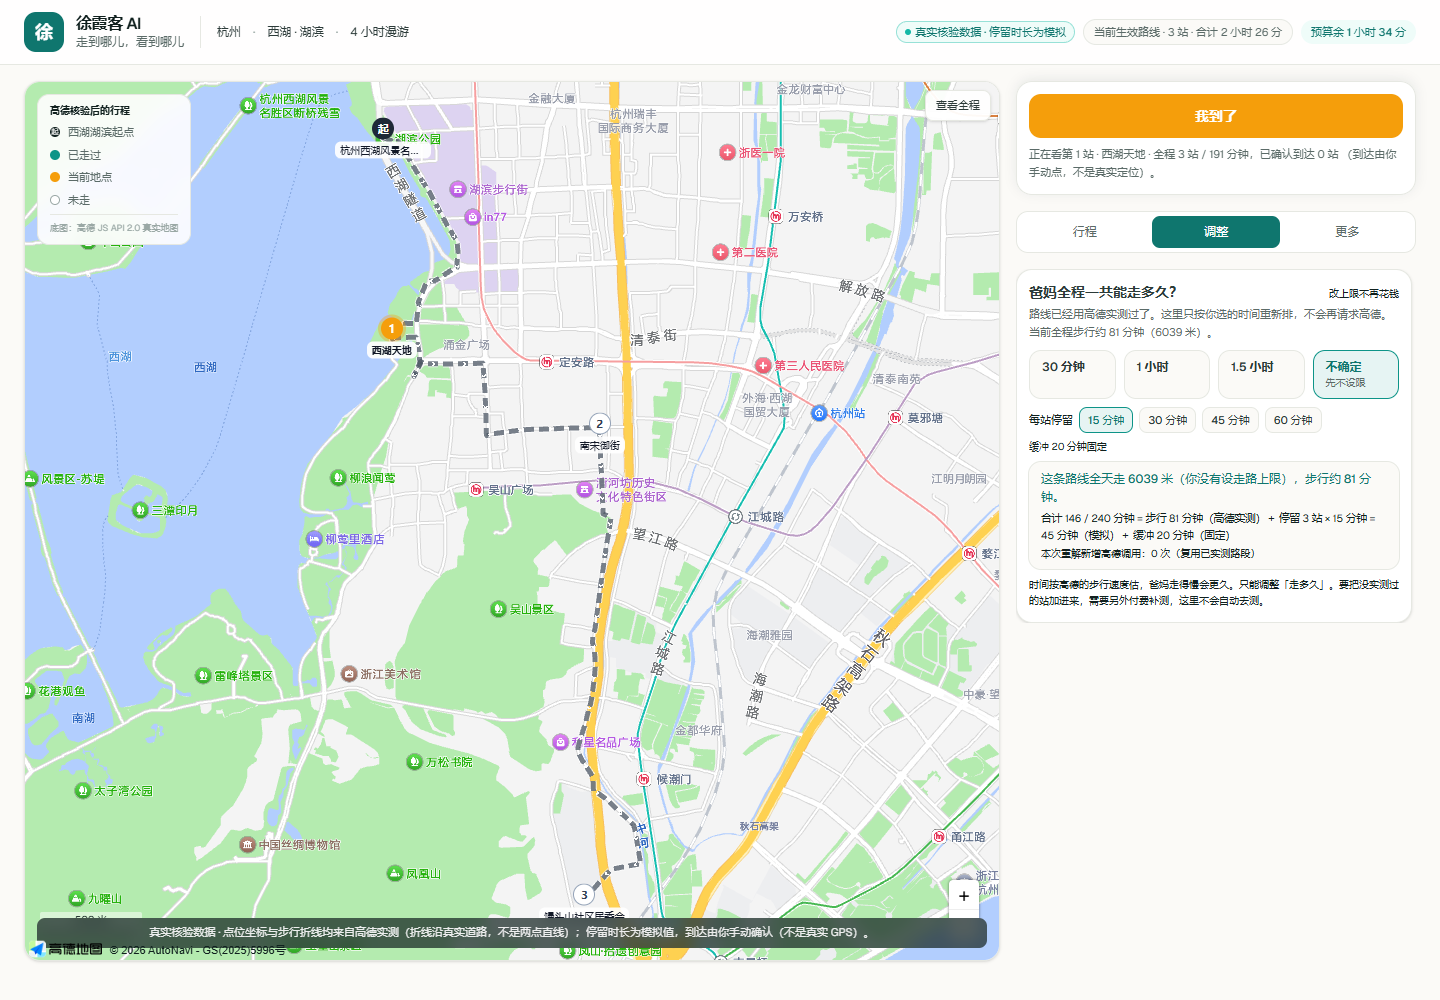 徐
徐霞客 AI
走到哪儿，看到哪儿
杭州 · 西湖 · 湖滨 · 4 小时漫游
真实核验数据 · 停留时长为模拟
当前生效路线 · 3 站 · 合计 2 小时 26 分
预算余 1 小时 34 分
高德核验后的行程
起 西湖湖滨起点
已走过
当前地点
未走
底图：高德 JS API 2.0 真实地图
查看全程
杭州西湖风景
名胜区断桥残雪
金融大厦
金龙财富中心
杭州瑞丰
国际商务大厦
起
湖滨公园
杭州西湖风景名...
浙医一院
西湖隧道
湖滨步行街
in77
万安桥
第二医院
解放路
1
西湖天地
涌金广场
清泰街
定安路
第三人民医院
清泰南苑
西湖
西湖
外海·西湖
国贸大厦
杭州站
莫邪塘
2
南宋御街
风景区-苏堤
柳浪闻莺
吴山广场
河坊历史
化特色街区
江明月朗园
三潭印月
江城路
柳莺里酒店
望江路
婺江
吴山景区
江城路
海潮雅园
秋石高架路
雷峰塔景区
浙江美术馆
花港观鱼
南湖
海潮路
中豪·望
金都华府
利星名品广场
万松书院
候潮门
太子湾公园
中河
秋石高架
甬江路
中国丝绸博物馆
凤凰山
浙江
杭州
九曜山
3
馒头山社区居委会
+
真实核验数据 · 点位坐标与步行折线均来自高德实测（折线沿真实道路，不是两点直线）；停留时长为模拟值，到达由你手动确认（不是真实 GPS）。
高德地图 © 2026 AutoNavi - GS(2025)5996号
凤山·拾遗创意园
我到了
正在看第 1 站 · 西湖天地 · 全程 3 站 / 191 分钟，已确认到达 0 站 （到达由你
手动点，不是真实定位）。
行程
调整
更多
爸妈全程一共能走多久？
改上限不再花钱
路线已经用高德实测过了。这里只按你选的时间重新排，不会再请求高德。
当前全程步行约 81 分钟（6039 米）。
30 分钟
1 小时
1.5 小时
不确定
先不设限
每站停留 15 分钟 30 分钟 45 分钟 60 分钟
缓冲 20 分钟固定
这条路线全天走 6039 米（你没有设走路上限），步行约 81 分
钟。
合计 146 / 240 分钟 = 步行 81 分钟（高德实测） + 停留 3 站 × 15 分钟 =
45 分钟（模拟） + 缓冲 20 分钟（固定）
本次重解新增高德调用：0 次（复用已实测路段）
时间按高德的步行速度估，爸妈走得慢会更久。只能调整「走多久」。要把没实测过
的站加进来，需要另外付费补测，这里不会自动去测。